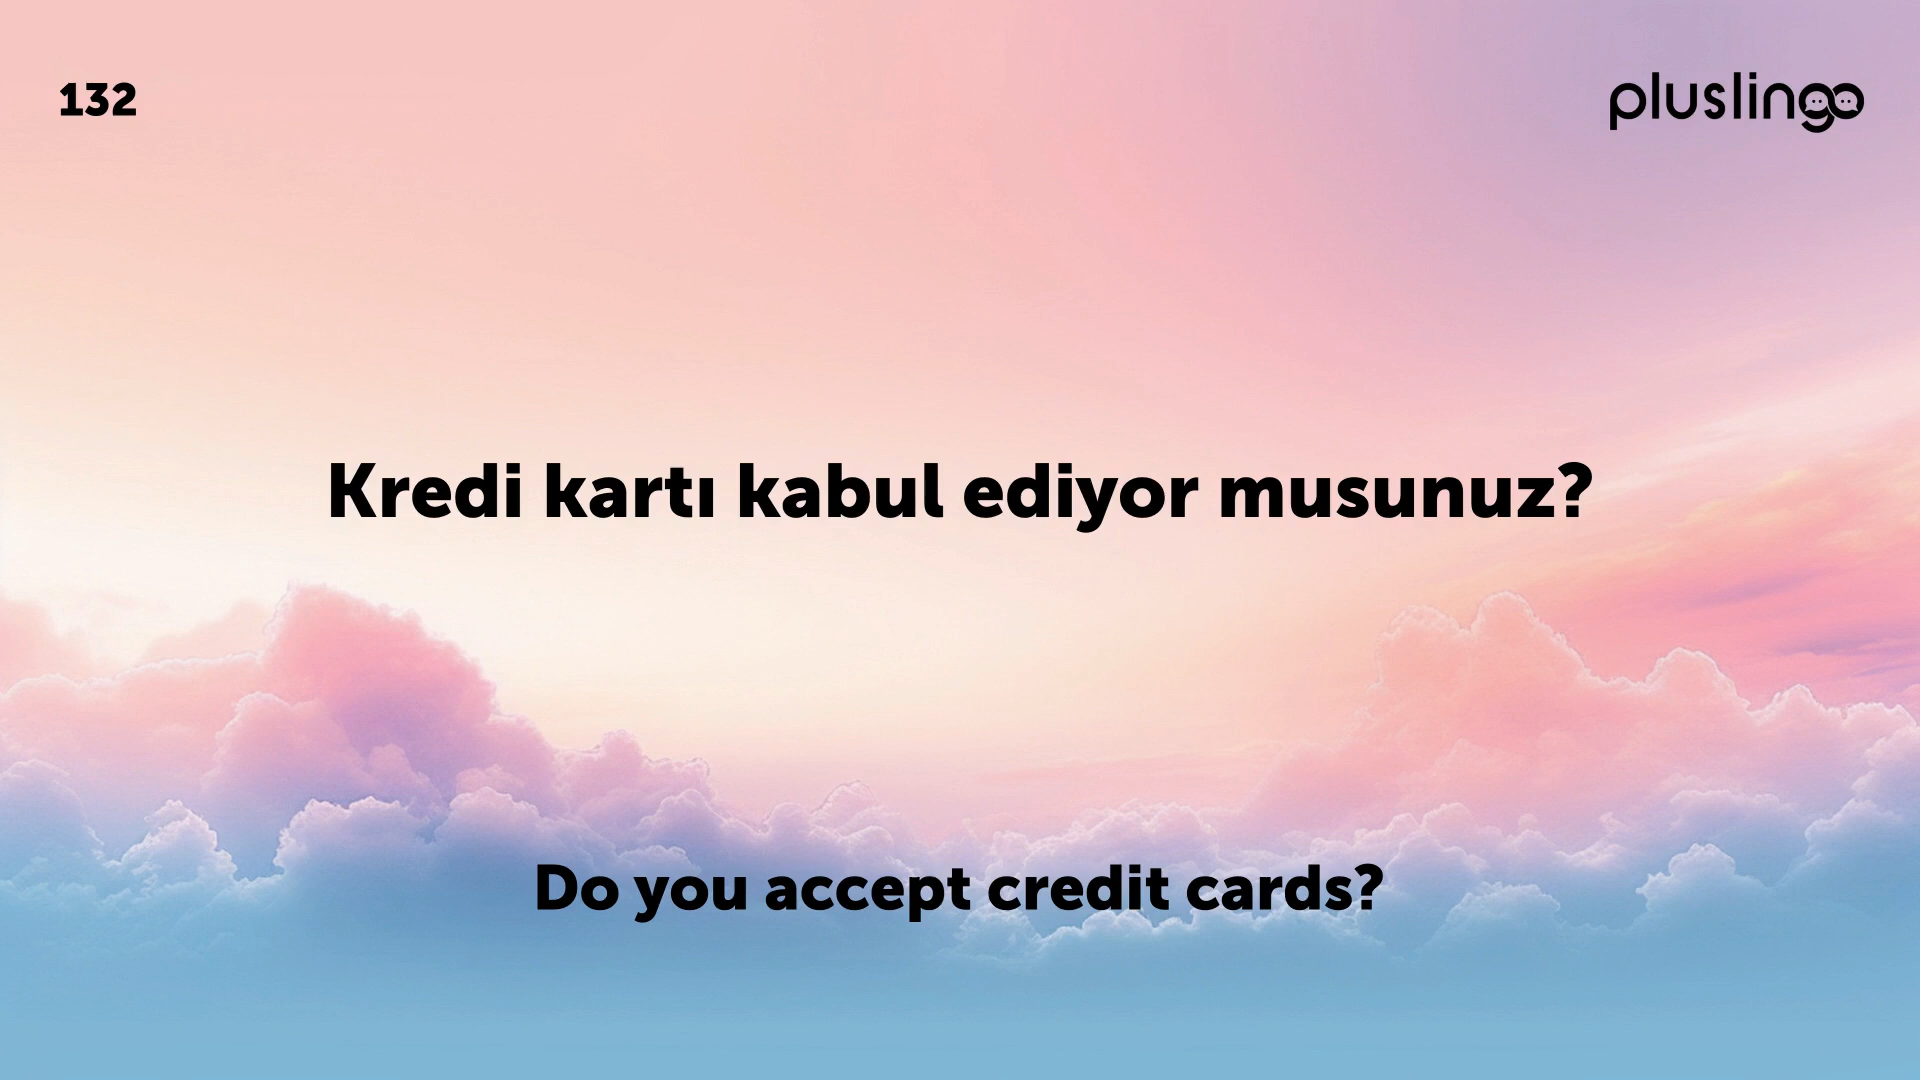 132
pluslingo
Kredi kartı kabul ediyor musunuz?
Do you accept credit cards?